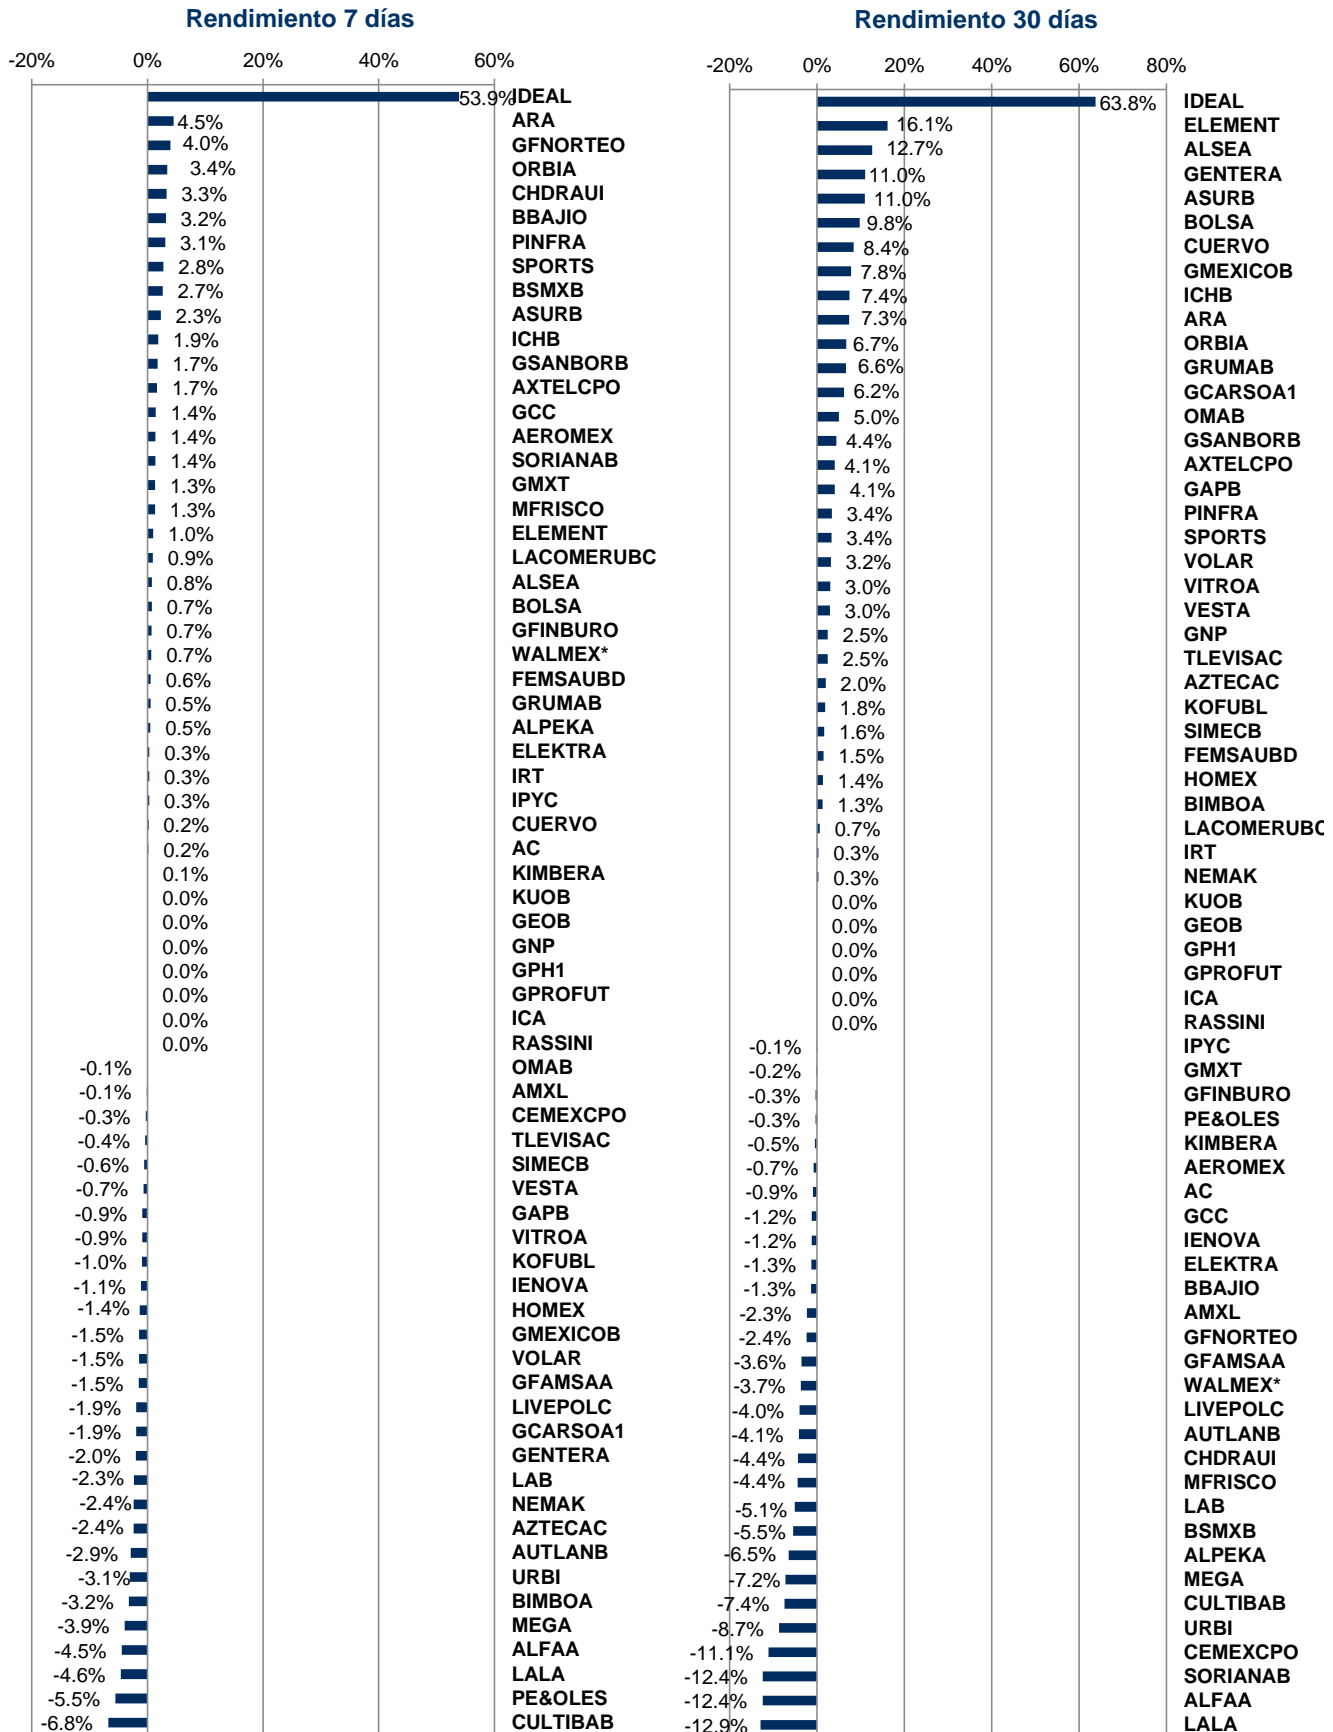 Rendimiento 7 días
-20% 0% 20% 40% 60%
53.9% IDEAL
4.5% ARA
4.0% GFNORTEO
3.4% ORBIA
3.3% CHDRAUI
3.2% BBAJIO
3.1% PINFRA
2.8% SPORTS
2.7% BSMXB
2.3% ASURB
1.9% ICHB
1.7% GSANBORB
1.7% AXTELCPO
1.4% GCC
1.4% AEROMEX
1.4% SORIANAB
1.3% GMXT
1.3% MFRISCO
1.0% ELEMENT
0.9% LACOMERUBC
0.8% ALSEA
0.7% BOLSA
0.7% GFINBURO
0.7% WALMEX*
0.6% FEMSAUBD
0.5% GRUMAB
0.5% ALPEKA
0.3% ELEKTRA
0.3% IRT
0.3% IPYC
0.2% CUERVO
0.2% AC
0.1% KIMBERA
0.0% KUOB
0.0% GEOB
0.0% GNP
0.0% GPH1
0.0% GPROFUT
0.0% ICA
0.0% RASSINI
-0.1% OMAB
-0.1% AMXL
-0.3% CEMEXCPO
-0.4% TLEVISAC
-0.6% SIMECB
-0.7% VESTA
-0.9% GAPB
-0.9% VITROA
-1.0% KOFUBL
-1.1% IENOVA
-1.4% HOMEX
-1.5% GMEXICOB
-1.5% VOLAR
-1.5% GFAMSAA
-1.9% LIVEPOLC
-1.9% GCARSOA1
-2.0% GENTERA
-2.3% LAB
-2.4% NEMAK
-2.4% AZTECAC
-2.9% AUTLANB
-3.1% URBI
-3.2% BIMBOA
-3.9% MEGA
-4.5% ALFAA
-4.6% LALA
-5.5% PE&OLES
-6.8% CULTIBAB
Rendimiento 30 días
-20% 0% 20% 40% 60% 80%
63.8% IDEAL
16.1% ELEMENT
12.7% ALSEA
11.0% GENTERA
11.0% ASURB
9.8% BOLSA
8.4% CUERVO
7.8% GMEXICOB
7.4% ICHB
7.3% ARA
6.7% ORBIA
6.6% GRUMAB
6.2% GCARSOA1
5.0% OMAB
4.4% GSANBORB
4.1% AXTELCPO
4.1% GAPB
3.4% PINFRA
3.4% SPORTS
3.2% VOLAR
3.0% VITROA
3.0% VESTA
2.5% GNP
2.5% TLEVISAC
2.0% AZTECAC
1.8% KOFUBL
1.6% SIMECB
1.5% FEMSAUBD
1.4% HOMEX
1.3% BIMBOA
0.7% LACOMERUBC
0.3% IRT
0.3% NEMAK
0.0% KUOB
0.0% GEOB
0.0% GPH1
0.0% GPROFUT
0.0% ICA
0.0% RASSINI
-0.1% IPYC
-0.2% GMXT
-0.3% GFINBURO
-0.3% PE&OLES
-0.5% KIMBERA
-0.7% AEROMEX
-0.9% AC
-1.2% GCC
-1.2% IENOVA
-1.3% ELEKTRA
-1.3% BBAJIO
-2.3% AMXL
-2.4% GFNORTEO
-3.6% GFAMSAA
-3.7% WALMEX*
-4.0% LIVEPOLC
-4.1% AUTLANB
-4.4% CHDRAUI
-4.4% MFRISCO
-5.1% LAB
-5.5% BSMXB
-6.5% ALPEKA
-7.2% MEGA
-7.4% CULTIBAB
-8.7% URBI
-11.1% CEMEXCPO
-12.4% SORIANAB
-12.4% ALFAA
-12.9% LALA